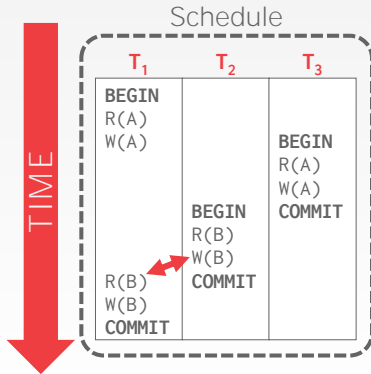 Schedule
TIME
T1 T2 T3
BEGIN
R(A)
W(A)
BEGIN
R(A)
W(A)
COMMIT
BEGIN
R(B)
W(B)
COMMIT
R(B)
W(B)
COMMIT